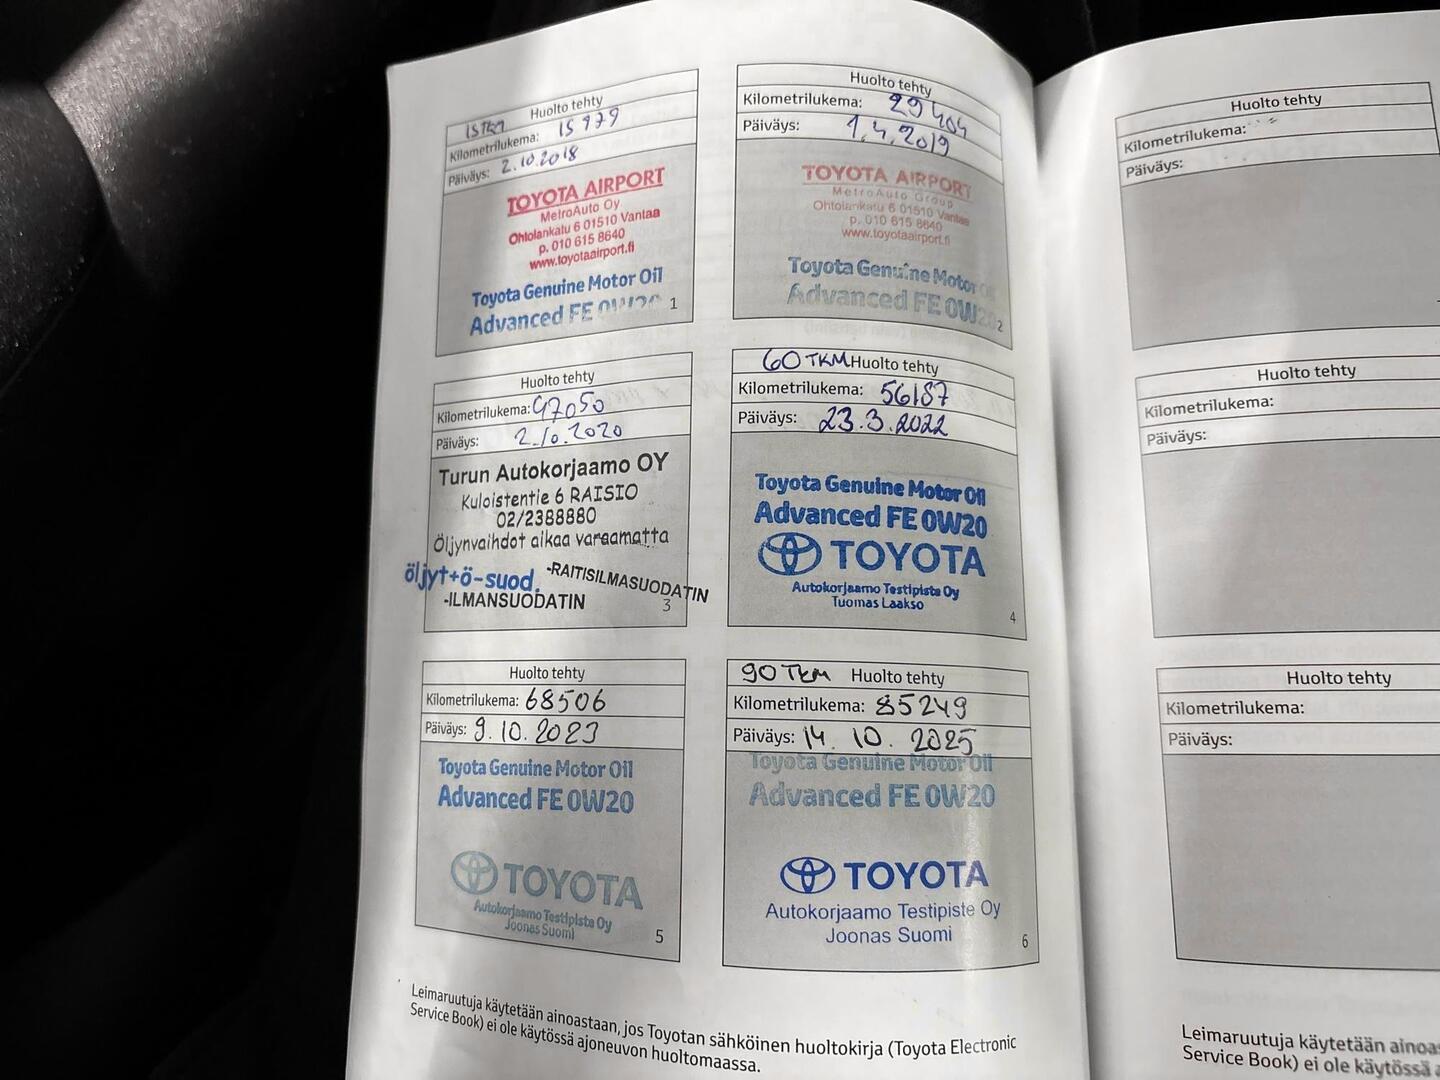 Huolto tehty
15TKM
Kilometrilukema: 15979
Päiväys: 2.10.2018
TOYOTA AIRPORT
MetroAuto Oy
Ohtolankatu 6 01510 Vantaa
p. 010 615 8640
www.toyotaairport.fi
Toyota Genuine Motor Oil
Advanced FE 0W20
1
Huolto tehty
Kilometrilukema: 29404
Päiväys: 1.4.2019
TOYOTA AIRPORT
MetroAuto Group
Ohtolankatu 6 01510 Vantaa
p. 010 615 8640
www.toyotaairport.fi
Toyota Genuine Motor Oil
Advanced FE 0W20
2
Huolto tehty
Kilometrilukema: 47050
Päiväys: 2.10.2020
Turun Autokorjaamo OY
Kuloistentie 6 RAISIO
02/2388880
Öljynvaihdot aikaa varaamatta
öljyt+ö-suod. -RAITISILMASUODATIN
-ILMANSUODATIN
3
60 TKM Huolto tehty
Kilometrilukema: 56187
Päiväys: 23.3.2022
Toyota Genuine Motor Oil
Advanced FE 0W20
TOYOTA
Autokorjaamo Testipiste Oy
Tuomas Laakso
4
Huolto tehty
Kilometrilukema: 68506
Päiväys: 9.10.2023
Toyota Genuine Motor Oil
Advanced FE 0W20
TOYOTA
Autokorjaamo Testipiste Oy
Joonas Suomi
5
90 TKM Huolto tehty
Kilometrilukema: 85249
Päiväys: 14.10.2025
Toyota Genuine Motor Oil
Advanced FE 0W20
TOYOTA
Autokorjaamo Testipiste Oy
Joonas Suomi
6
Leimaruutuja käytetään ainoastaan, jos Toyotan sähköinen huoltokirja (Toyota Electronic
Service Book) ei ole käytössä ajoneuvon huoltomaassa.
Huolto tehty
Kilometrilukema:
Päiväys:
Huolto tehty
Kilometrilukema:
Päiväys:
Huolto tehty
Kilometrilukema:
Päiväys:
Leimaruutuja käytetään
Service Book) ei ole käytössä